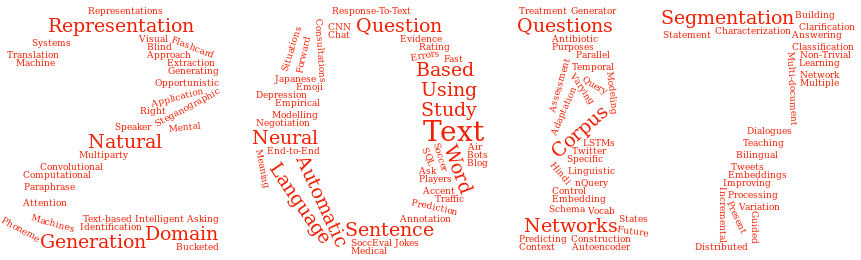 Representations
Representation
Systems
Visual
Flashcard
Blind
Translation
Approach
Machine
Extraction
Generating
Opportunistic
Application
Right
Steganographic
Speaker
Mental
Natural
Multiparty
Convolutional
Computational
Paraphrase
Attention
Phoneme
Machines
Text-based Intelligent Asking
Identification
Generation
Domain
Bucketed
Response-To-Text
CNN
Question
Chat
Evidence
Consultations
Situations
Forward
Rating
Errors
Fast
Based
Japanese
Emoji
Using
Depression
Empirical
Study
Modelling
Negotiation
Text
Neural
End-to-End
Meaning
Language
Automatic
SQL
Soccer
Word
Air
Bots
Blog
Ask
Players
Accent
Traffic
Prediction
Annotation
Sentence
SoccEval Jokes
Medical
Treatment Generator
Questions
Antibiotic
Purposes
Parallel
Temporal
Assessment
Adaptation
Varying
Query
Modeling
Corpus
LSTMs
Twitter
Specific
Hindi
Linguistic
nQuery
Control
Embedding
Schema
Vocab
Networks
States
Future
Predicting
Construction
Context
Autoencoder
Segmentation
Building
Clarification
Statement
Characterization
Answering
Classification
Non-Trivial
Learning
Multi-document
Network
Multiple
Dialogues
Teaching
Bilingual
Tweets
Embeddings
Improving
Incremental
Processing
Present
Variation
Guided
Distributed